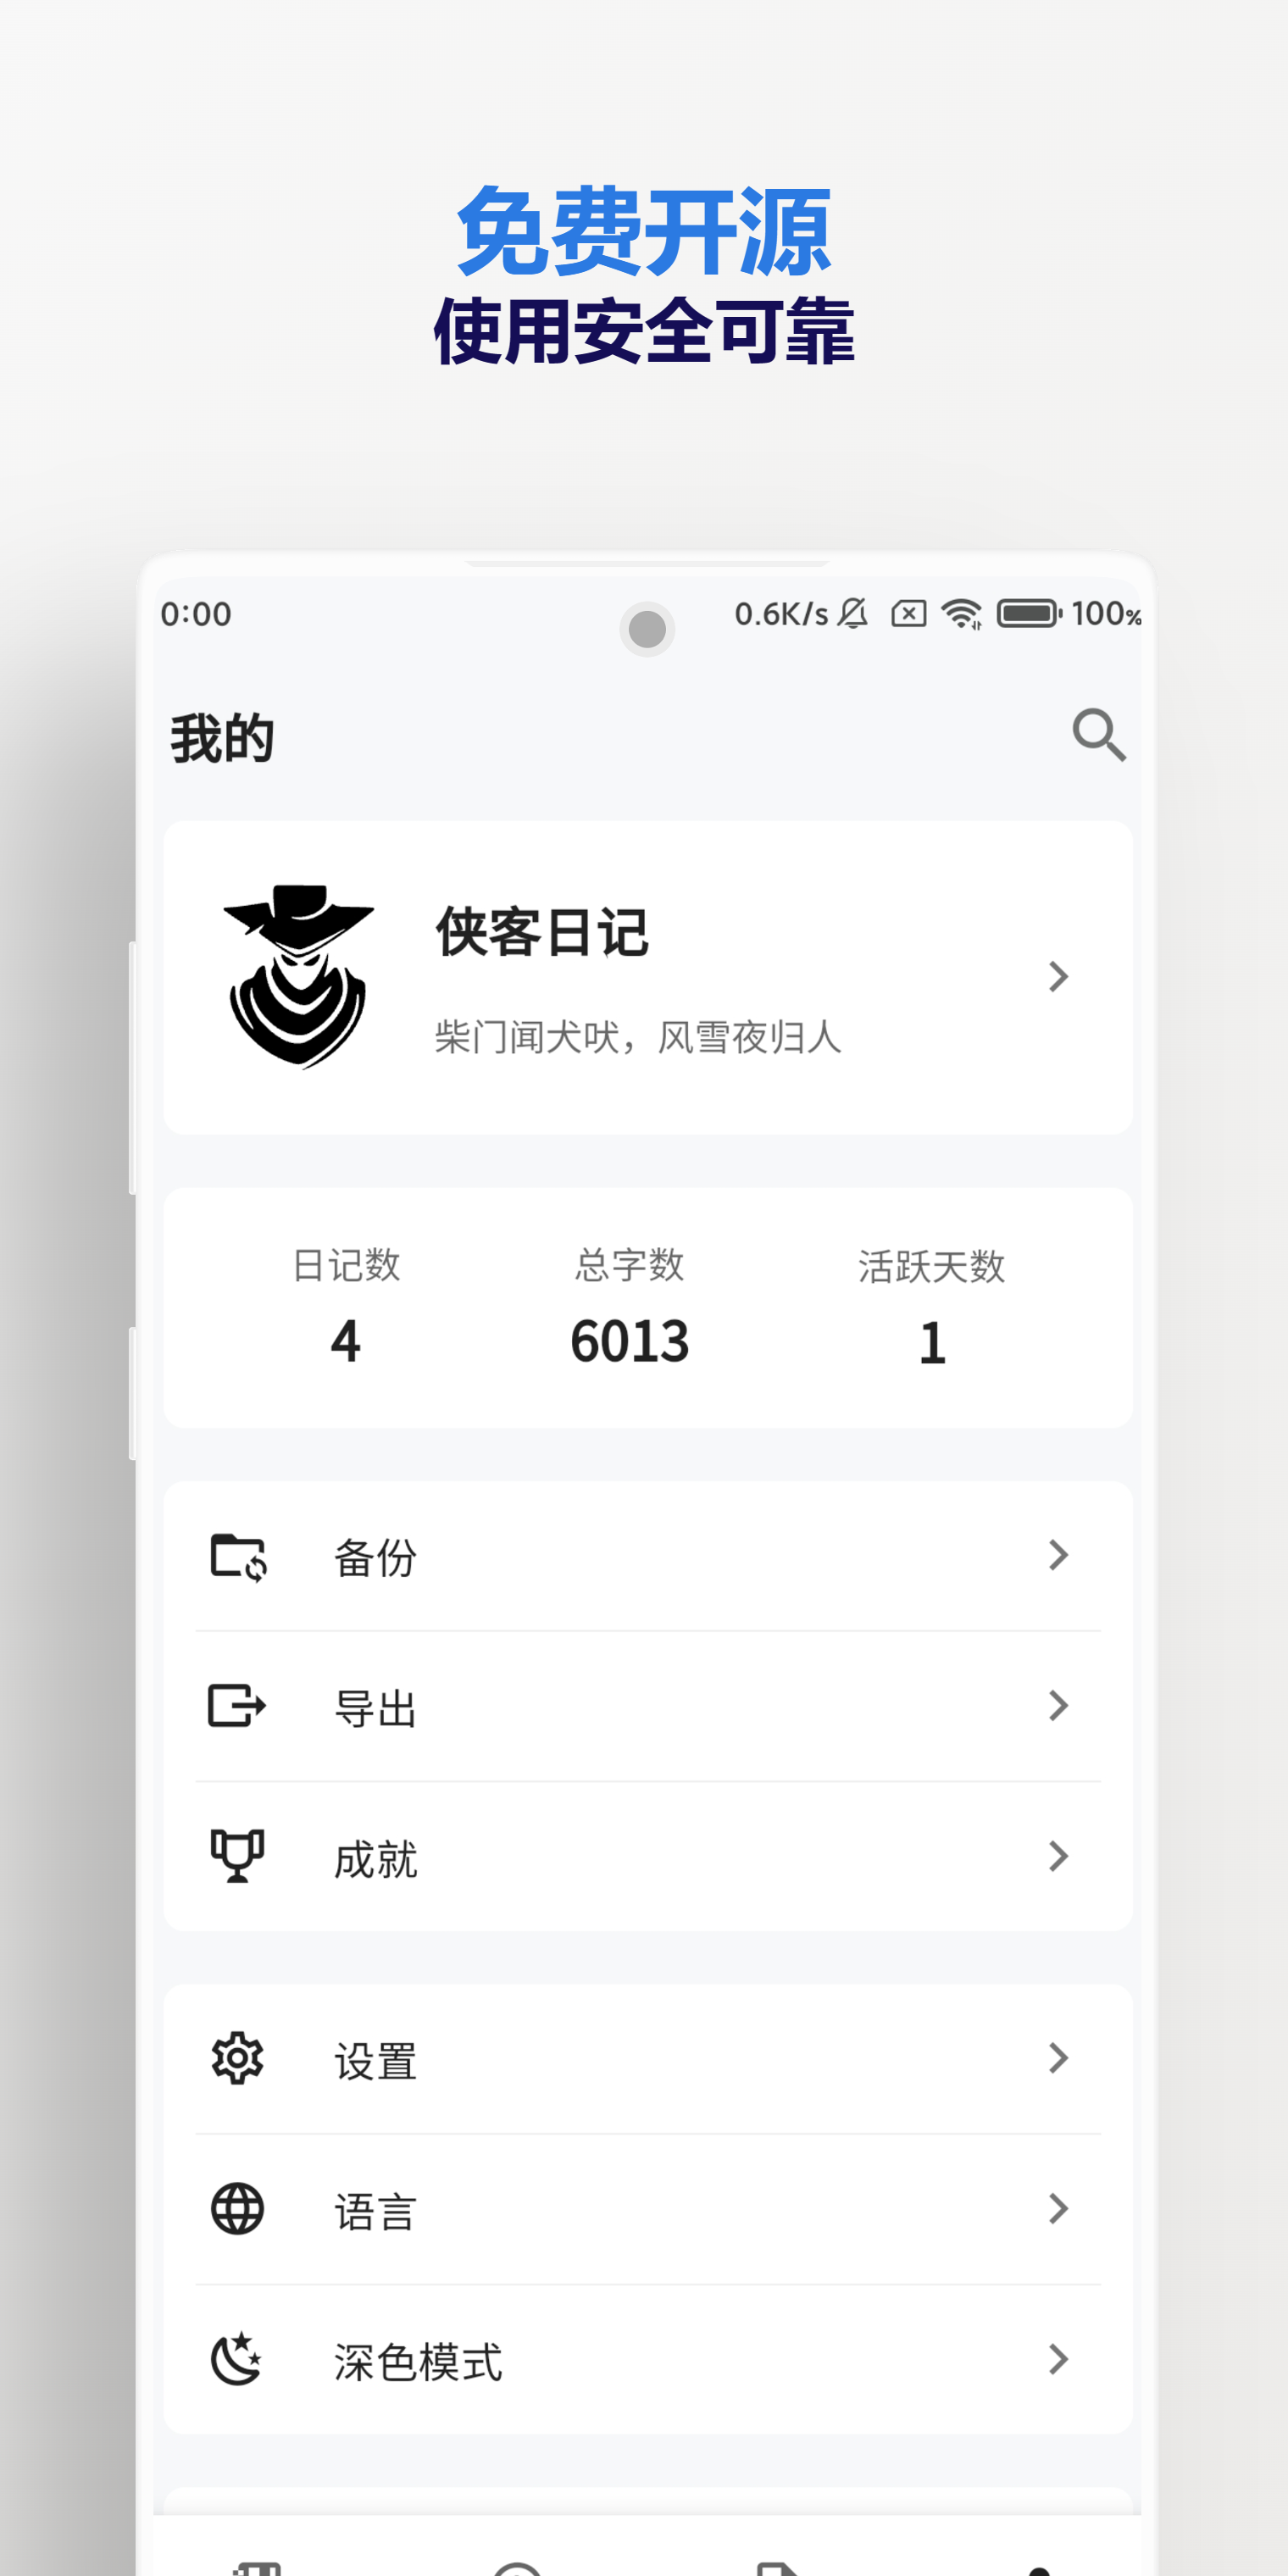 免费开源
使用安全可靠
0:00 0.6K/s 100%
我的
侠客日记
柴门闻犬吠，风雪夜归人
日记数 总字数 活跃天数
4 6013 1
备份
导出
成就
设置
语言
深色模式